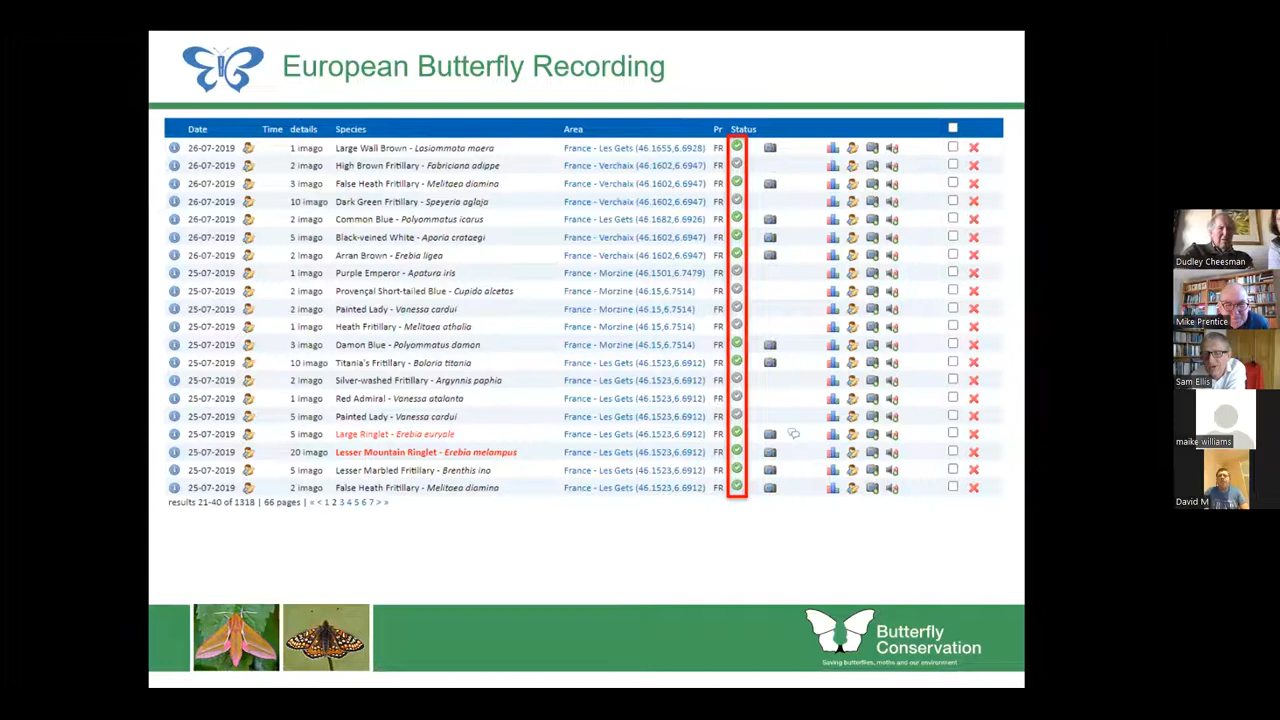 European Butterfly Recording
Date Time details Species Area Pr Status
26-07-2019 1 imago Large Wall Brown - Lasiommata maera France - Les Gets (46.1655,6.6928) FR
26-07-2019 2 imago High Brown Fritillary - Fabriciana adippe France - Verchaix (46.1602,6.6947) FR
26-07-2019 3 imago False Heath Fritillary - Melitaea diamina France - Verchaix (46.1602,6.6947) FR
26-07-2019 10 imago Dark Green Fritillary - Speyeria aglaja France - Verchaix (46.1602,6.6947) FR
26-07-2019 2 imago Common Blue - Polyommatus icarus France - Les Gets (46.1682,6.6926) FR
26-07-2019 5 imago Black-veined White - Aporia crataegi France - Verchaix (46.1602,6.6947) FR
26-07-2019 2 imago Arran Brown - Erebia ligea France - Verchaix (46.1602,6.6947) FR
25-07-2019 1 imago Purple Emperor - Apatura iris France - Morzine (46.1501,6.7479) FR
25-07-2019 2 imago Provençal Short-tailed Blue - Cupido alcetas France - Morzine (46.15,6.7514) FR
25-07-2019 2 imago Painted Lady - Vanessa cardui France - Morzine (46.15,6.7514) FR
25-07-2019 1 imago Heath Fritillary - Melitaea athalia France - Morzine (46.15,6.7514) FR
25-07-2019 3 imago Damon Blue - Polyommatus damon France - Morzine (46.15,6.7514) FR
25-07-2019 10 imago Titania's Fritillary - Boloria titania France - Les Gets (46.1523,6.6912) FR
25-07-2019 2 imago Silver-washed Fritillary - Argynnis paphia France - Les Gets (46.1523,6.6912) FR
25-07-2019 1 imago Red Admiral - Vanessa atalanta France - Les Gets (46.1523,6.6912) FR
25-07-2019 5 imago Painted Lady - Vanessa cardui France - Les Gets (46.1523,6.6912) FR
25-07-2019 5 imago Large Ringlet - Erebia euryale France - Les Gets (46.1523,6.6912) FR
25-07-2019 20 imago Lesser Mountain Ringlet - Erebia melampus France - Les Gets (46.1523,6.6912) FR
25-07-2019 5 imago Lesser Marbled Fritillary - Brenthis ino France - Les Gets (46.1523,6.6912) FR
25-07-2019 2 imago False Heath Fritillary - Melitaea diamina France - Les Gets (46.1523,6.6912) FR
results 21-40 of 1318 | 66 pages | « < 1 2 3 4 5 6 7 > »
Butterfly
Conservation
Saving butterflies, moths and our environment
Dudley Cheesman
Mike Prentice
Sam Ellis
maike williams
David M